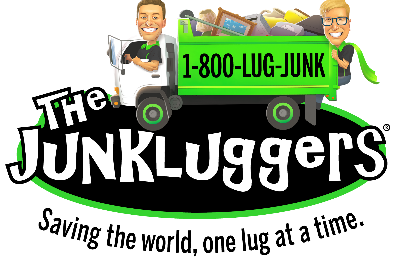 1-800-LUG-JUNK
THe
JUNKLuggeRs®
Saving the world, one lug at a time.